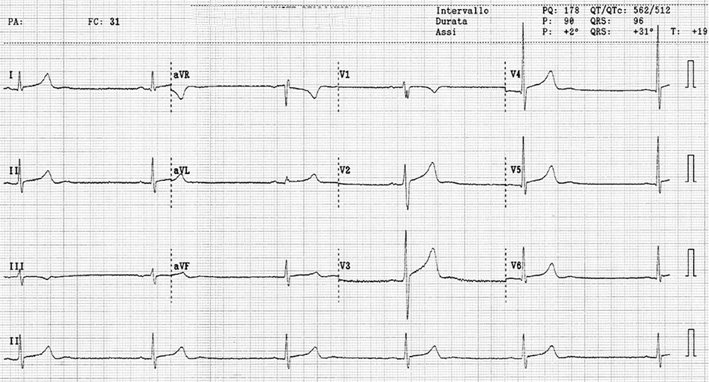 Intervallo PQ: 178 QT/QTc: 562/512
PA: FC: 31 Durata P: 90 QRS: 96
Assi P: +2° QRS: +31° T: +19
I aVR V1 V4
II aVL V2 V5
III aVF V3 V6
II